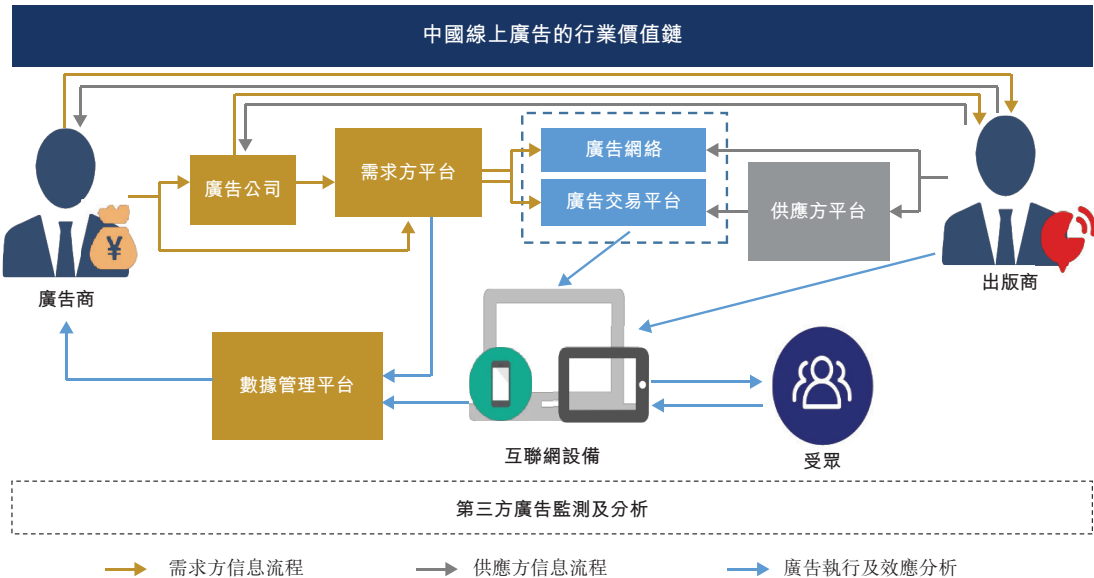 中國線上廣告的行業價值鏈
廣告網絡
需求方平台
廣告公司
廣告交易平台
供應方平台
¥
廣告商
出版商
數據管理平台
互聯網設備
受眾
第三方廣告監測及分析
需求方信息流程
供應方信息流程
廣告執行及效應分析